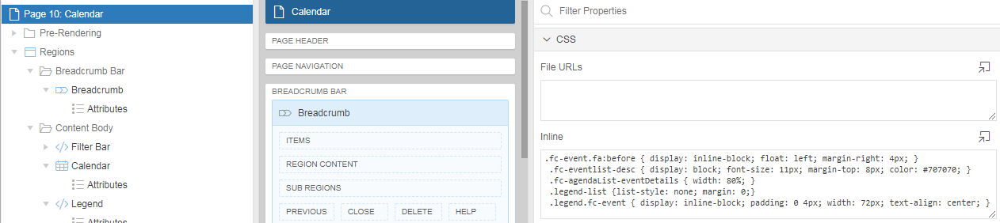 Page 10: Calendar
Pre-Rendering
Regions
Breadcrumb Bar
Breadcrumb
Attributes
Content Body
</> Filter Bar
Calendar
Attributes
</> Legend
Attributes
Calendar
PAGE HEADER
PAGE NAVIGATION
BREADCRUMB BAR
Breadcrumb
ITEMS
REGION CONTENT
SUB REGIONS
PREVIOUS CLOSE DELETE HELP
Filter Properties
CSS
File URLs
Inline
.fc-event.fa:before { display: inline-block; float: left; margin-right: 4px; }
.fc-eventlist-desc { display: block; font-size: 11px; margin-top: 8px; color: #707070; }
.fc-agendaList-eventDetails { width: 80%; }
.legend-list {list-style: none; margin: 0;}
.legend.fc-event { display: inline-block; padding: 0 4px; width: 72px; text-align: center; }